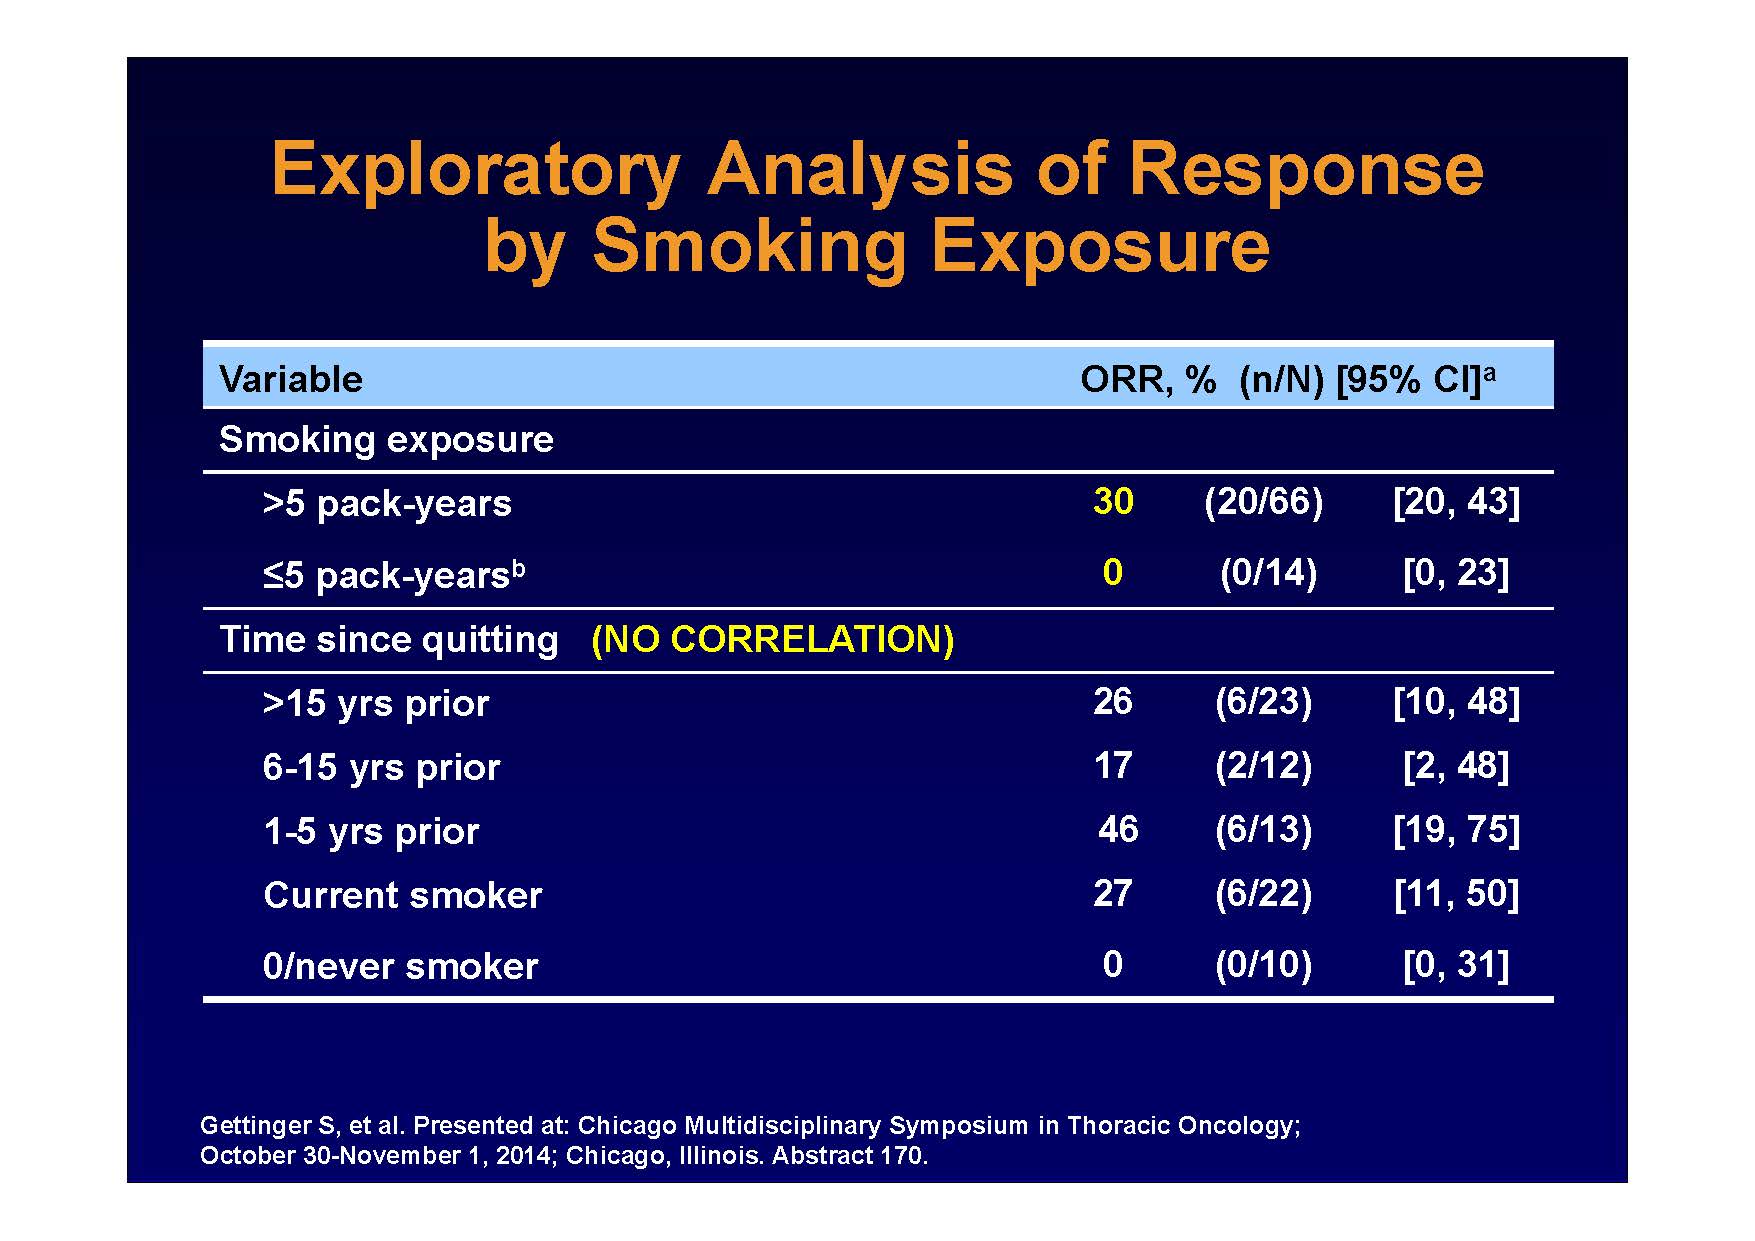 Exploratory Analysis of Response
by Smoking Exposure
Variable ORR, % (n/N) [95% CI]a
Smoking exposure
>5 pack-years 30 (20/66) [20, 43]
≤5 pack-yearsb 0 (0/14) [0, 23]
Time since quitting (NO CORRELATION)
>15 yrs prior 26 (6/23) [10, 48]
6-15 yrs prior 17 (2/12) [2, 48]
1-5 yrs prior 46 (6/13) [19, 75]
Current smoker 27 (6/22) [11, 50]
0/never smoker 0 (0/10) [0, 31]
Gettinger S, et al. Presented at: Chicago Multidisciplinary Symposium in Thoracic Oncology;
October 30-November 1, 2014; Chicago, Illinois. Abstract 170.